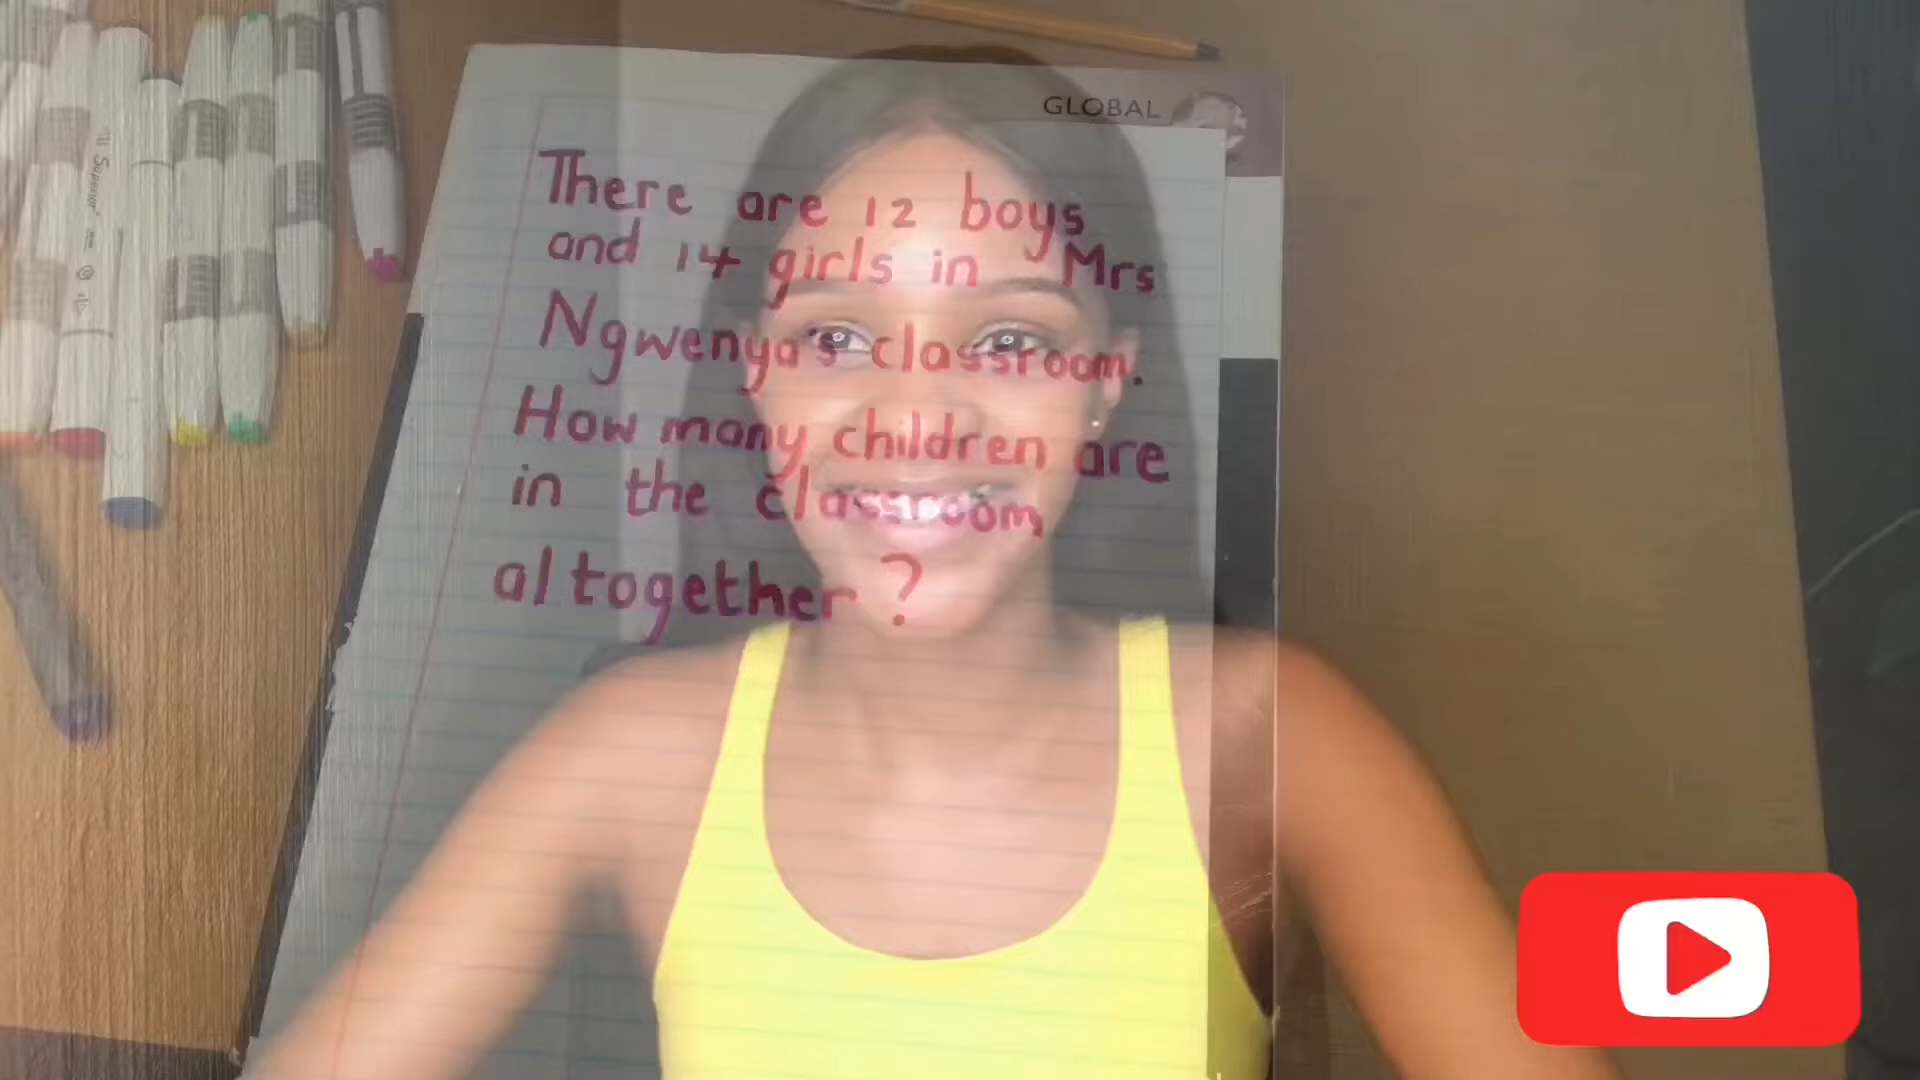 GLOBAL
There are 12 boys
and 14 girls in Mrs
Ngwenya's classroom.
How many children are
in the classroom
altogether?
Superior